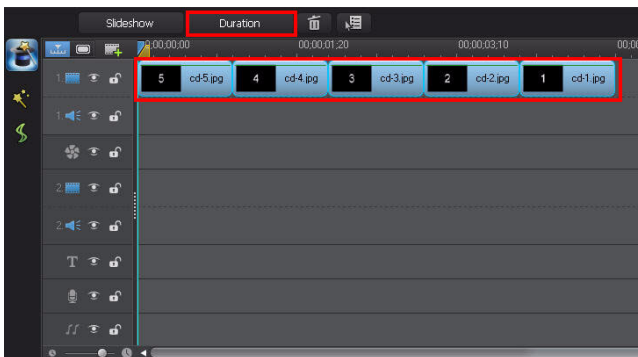 Slideshow Duration
00;00;00;00 00;00;01;20 00;00;03;10 00;00
1. 5 cd-5.jpg 4 cd-4.jpg 3 cd-3.jpg 2 cd-2.jpg 1 cd-1.jpg
1.
2.
2.
T